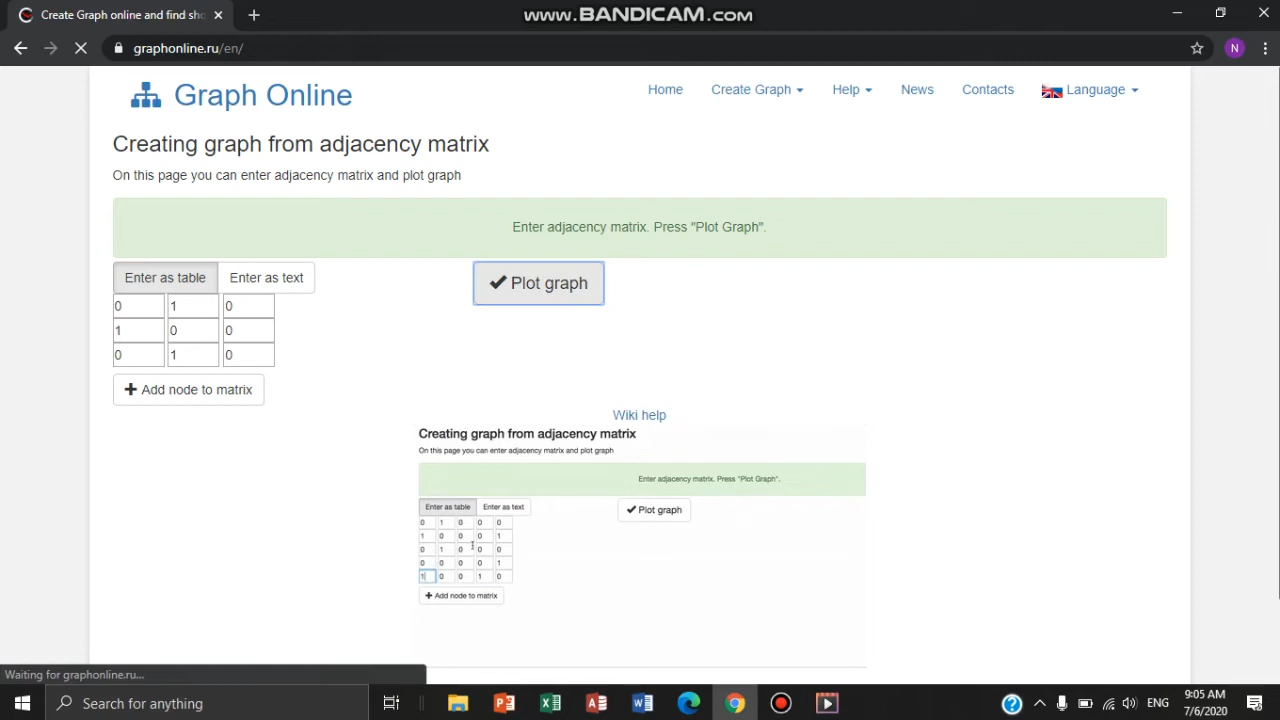 Create Graph online and find sho
www.BANDICAM.com
graphonline.ru/en/
N
Graph Online
Home
Create Graph
Help
News
Contacts
Language
Creating graph from adjacency matrix
On this page you can enter adjacency matrix and plot graph
Enter adjacency matrix. Press "Plot Graph".
Enter as table
Enter as text
Plot graph
0 1 0
1 0 0
0 1 0
Add node to matrix
Wiki help
Creating graph from adjacency matrix
On this page you can enter adjacency matrix and plot graph
Enter adjacency matrix. Press "Plot Graph".
Enter as table
Enter as text
Plot graph
0 1 0 0 0
1 0 0 0 1
0 1 0 0 0
0 0 0 0 1
1 0 0 1 0
Add node to matrix
Waiting for graphonline.ru...
Search for anything
ENG
9:05 AM
7/6/2020